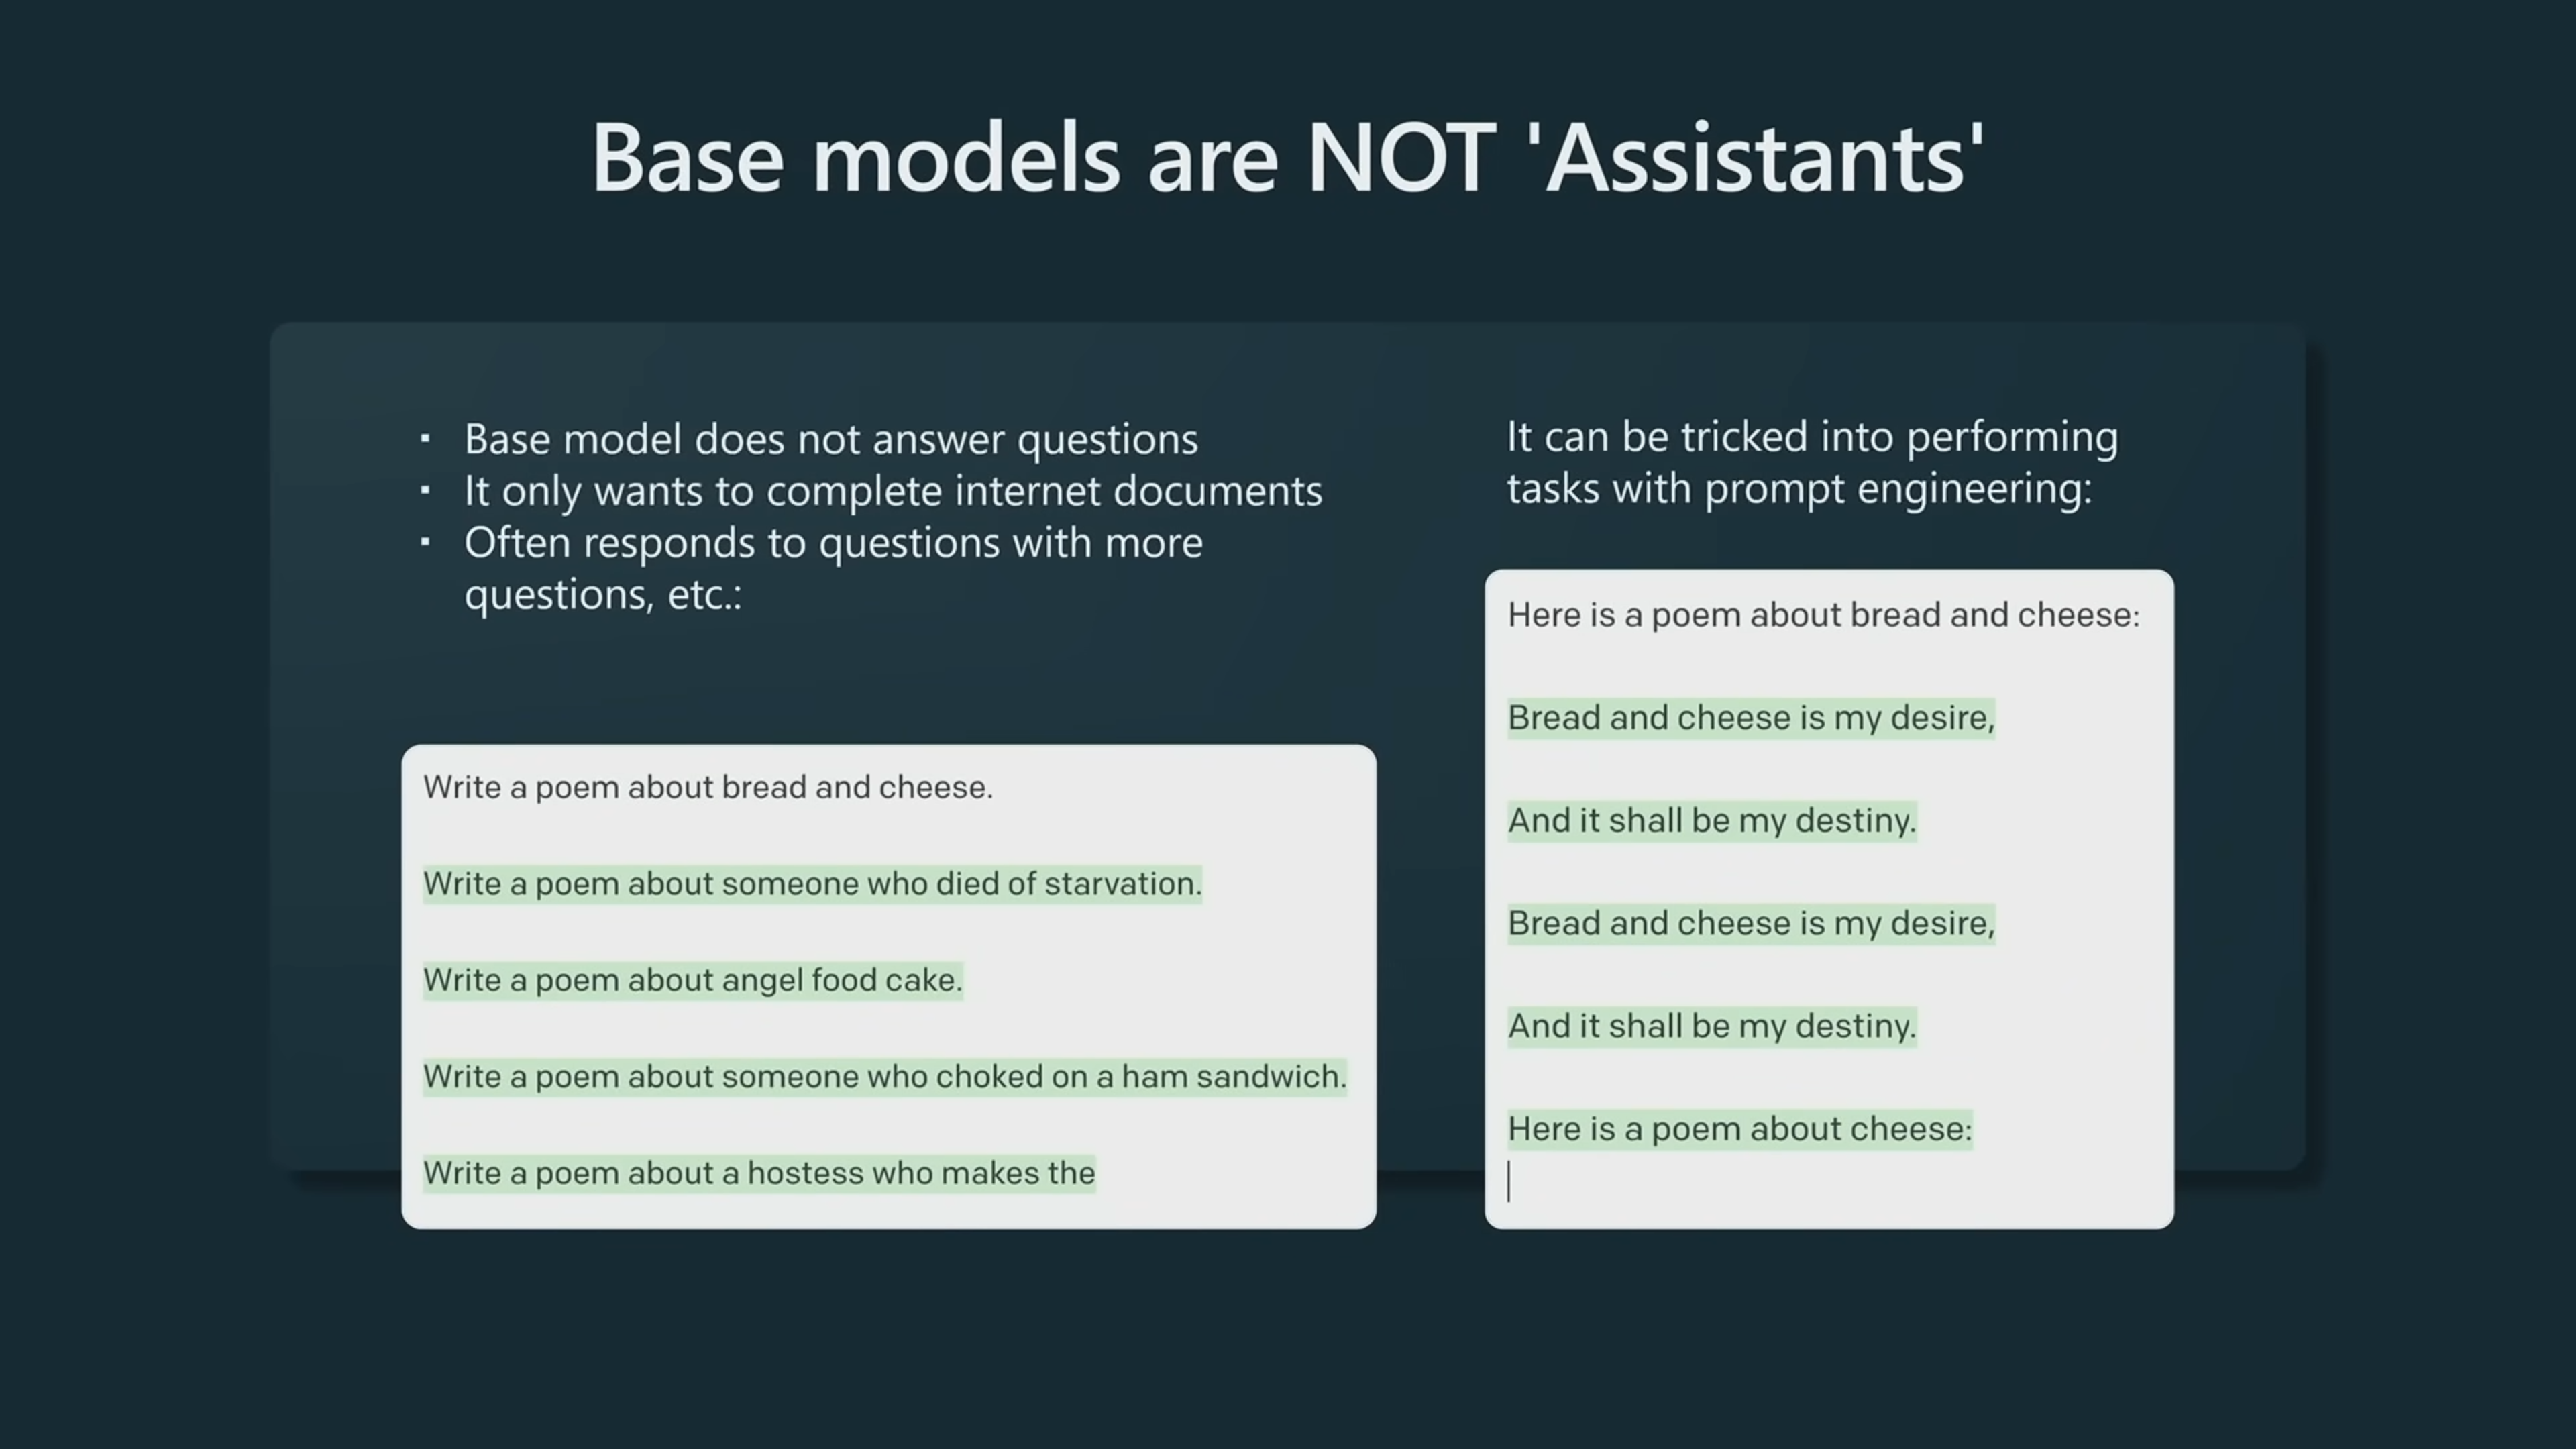 Base models are NOT 'Assistants'
▪ Base model does not answer questions
▪ It only wants to complete internet documents
▪ Often responds to questions with more
questions, etc.:
Write a poem about bread and cheese.
Write a poem about someone who died of starvation.
Write a poem about angel food cake.
Write a poem about someone who choked on a ham sandwich.
Write a poem about a hostess who makes the
It can be tricked into performing
tasks with prompt engineering:
Here is a poem about bread and cheese:
Bread and cheese is my desire,
And it shall be my destiny.
Bread and cheese is my desire,
And it shall be my destiny.
Here is a poem about cheese: